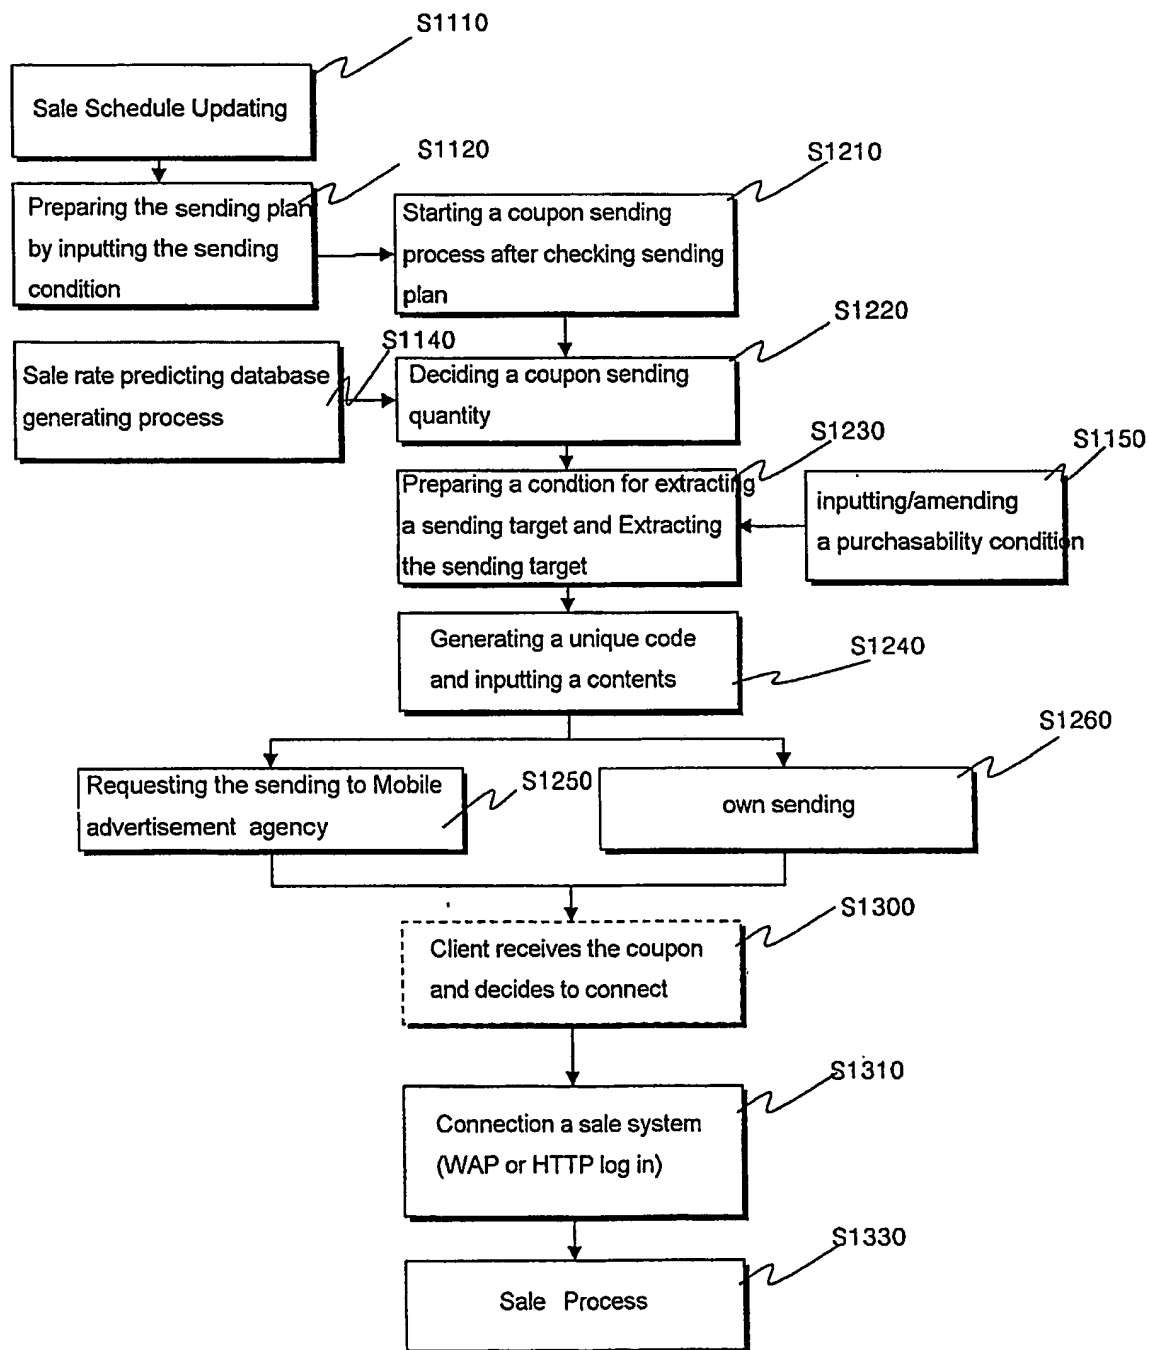 S1110
Sale Schedule Updating
S1120
Preparing the sending plan
by inputting the sending
condition
S1210
Starting a coupon sending
process after checking sending
plan
S1140
Sale rate predicting database
generating process
S1220
Deciding a coupon sending
quantity
S1230
Preparing a condtion for extracting
a sending target and Extracting
the sending target
S1150
inputting/amending
a purchasability condition
S1240
Generating a unique code
and inputting a contents
S1250
Requesting the sending to Mobile
advertisement agency
S1260
own sending
S1300
Client receives the coupon
and decides to connect
S1310
Connection a sale system
(WAP or HTTP log in)
S1330
Sale Process